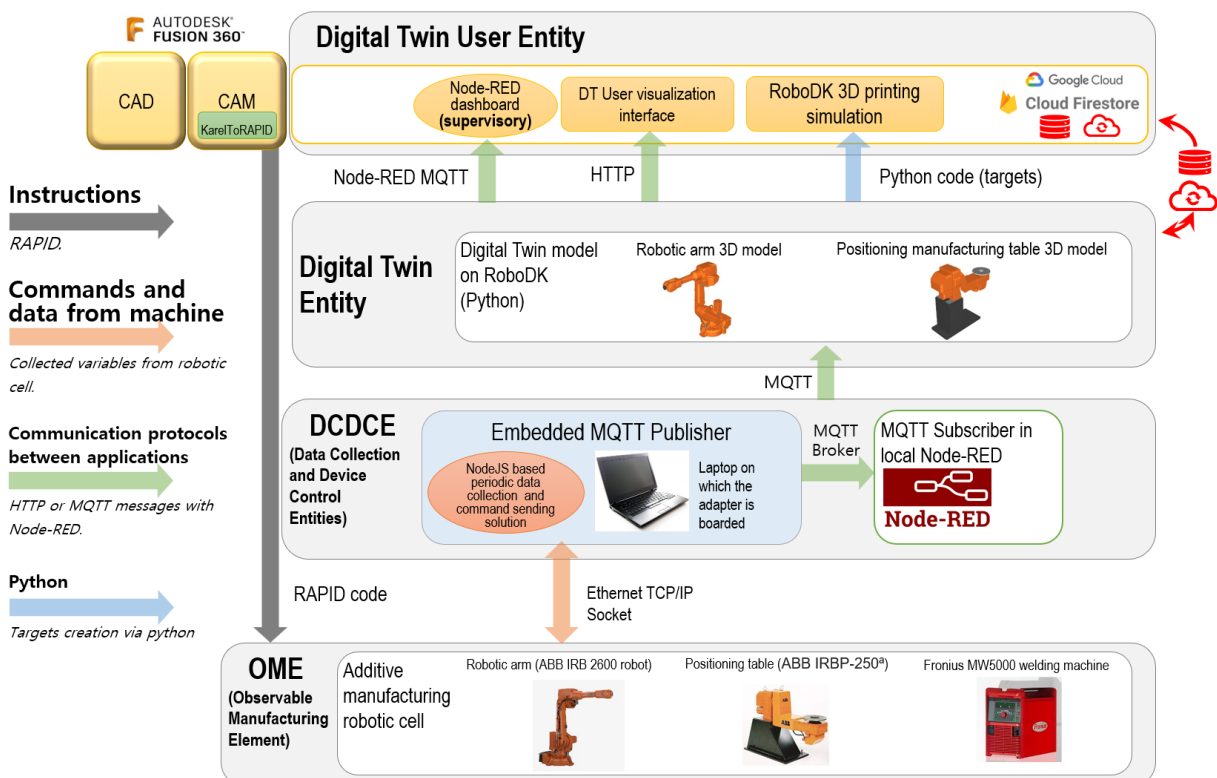 AUTODESK®
FUSION 360™
CAD
CAM
KarelToRAPID
Digital Twin User Entity
Node-RED
dashboard
(supervisory)
DT User visualization
interface
RoboDK 3D printing
simulation
Google Cloud
Cloud Firestore
Node-RED MQTT
HTTP
Python code (targets)
Instructions
RAPID.
Commands and
data from machine
Collected variables from robotic
cell.
Communication protocols
between applications
HTTP or MQTT messages with
Node-RED.
Python
Targets creation via python
Digital Twin
Entity
Digital Twin model
on RoboDK
(Python)
Robotic arm 3D model
Positioning manufacturing table 3D model
MQTT
DCDCE
(Data Collection
and Device
Control
Entities)
Embedded MQTT Publisher
NodeJS based
periodic data
collection and
command sending
solution
Laptop on
which the
adapter is
boarded
MQTT
Broker
MQTT Subscriber in
local Node-RED
Node-RED
RAPID code
Ethernet TCP/IP
Socket
OME
(Observable
Manufacturing
Element)
Additive
manufacturing
robotic cell
Robotic arm (ABB IRB 2600 robot)
Positioning table (ABB IRBP-250ª)
Fronius MW5000 welding machine
ABB